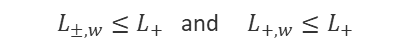 L±,w ≤ L+ and L+,w ≤ L+